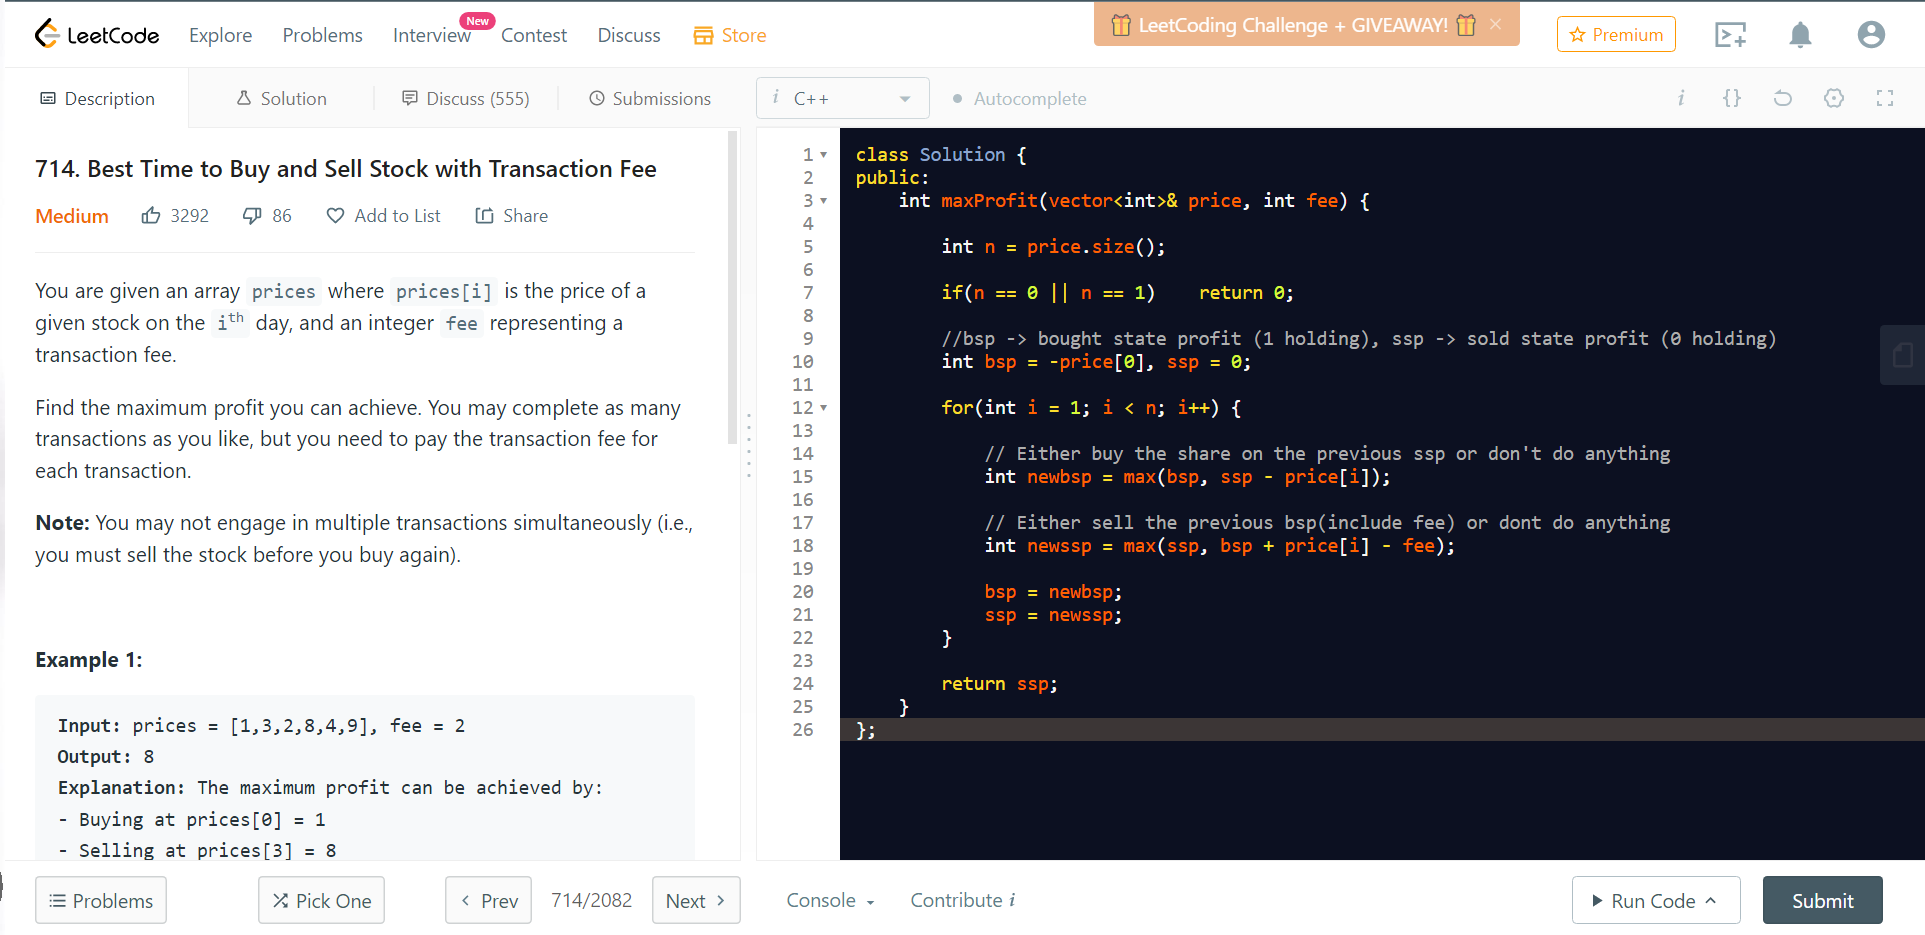 LeetCode Explore Problems Interview New Contest Discuss Store LeetCoding Challenge + GIVEAWAY! × Premium
Description Solution Discuss (555) Submissions i C++ Autocomplete i {}
714. Best Time to Buy and Sell Stock with Transaction Fee
Medium 3292 86 Add to List Share
You are given an array prices where prices[i] is the price of a
given stock on the ith day, and an integer fee representing a
transaction fee.
Find the maximum profit you can achieve. You may complete as many
transactions as you like, but you need to pay the transaction fee for
each transaction.
Note: You may not engage in multiple transactions simultaneously (i.e.,
you must sell the stock before you buy again).
Example 1:
Input: prices = [1,3,2,8,4,9], fee = 2
Output: 8
Explanation: The maximum profit can be achieved by:
- Buying at prices[0] = 1
- Selling at prices[3] = 8
1 class Solution {
2 public:
3     int maxProfit(vector<int>& price, int fee) {
4
5         int n = price.size();
6
7         if(n == 0 || n == 1)    return 0;
8
9         //bsp -> bought state profit (1 holding), ssp -> sold state profit (0 holding)
10         int bsp = -price[0], ssp = 0;
11
12         for(int i = 1; i < n; i++) {
13
14             // Either buy the share on the previous ssp or don't do anything
15             int newbsp = max(bsp, ssp - price[i]);
16
17             // Either sell the previous bsp(include fee) or dont do anything
18             int newssp = max(ssp, bsp + price[i] - fee);
19
20             bsp = newbsp;
21             ssp = newssp;
22         }
23
24         return ssp;
25     }
26 };
Problems Pick One < Prev 714/2082 Next > Console Contribute i Run Code Submit